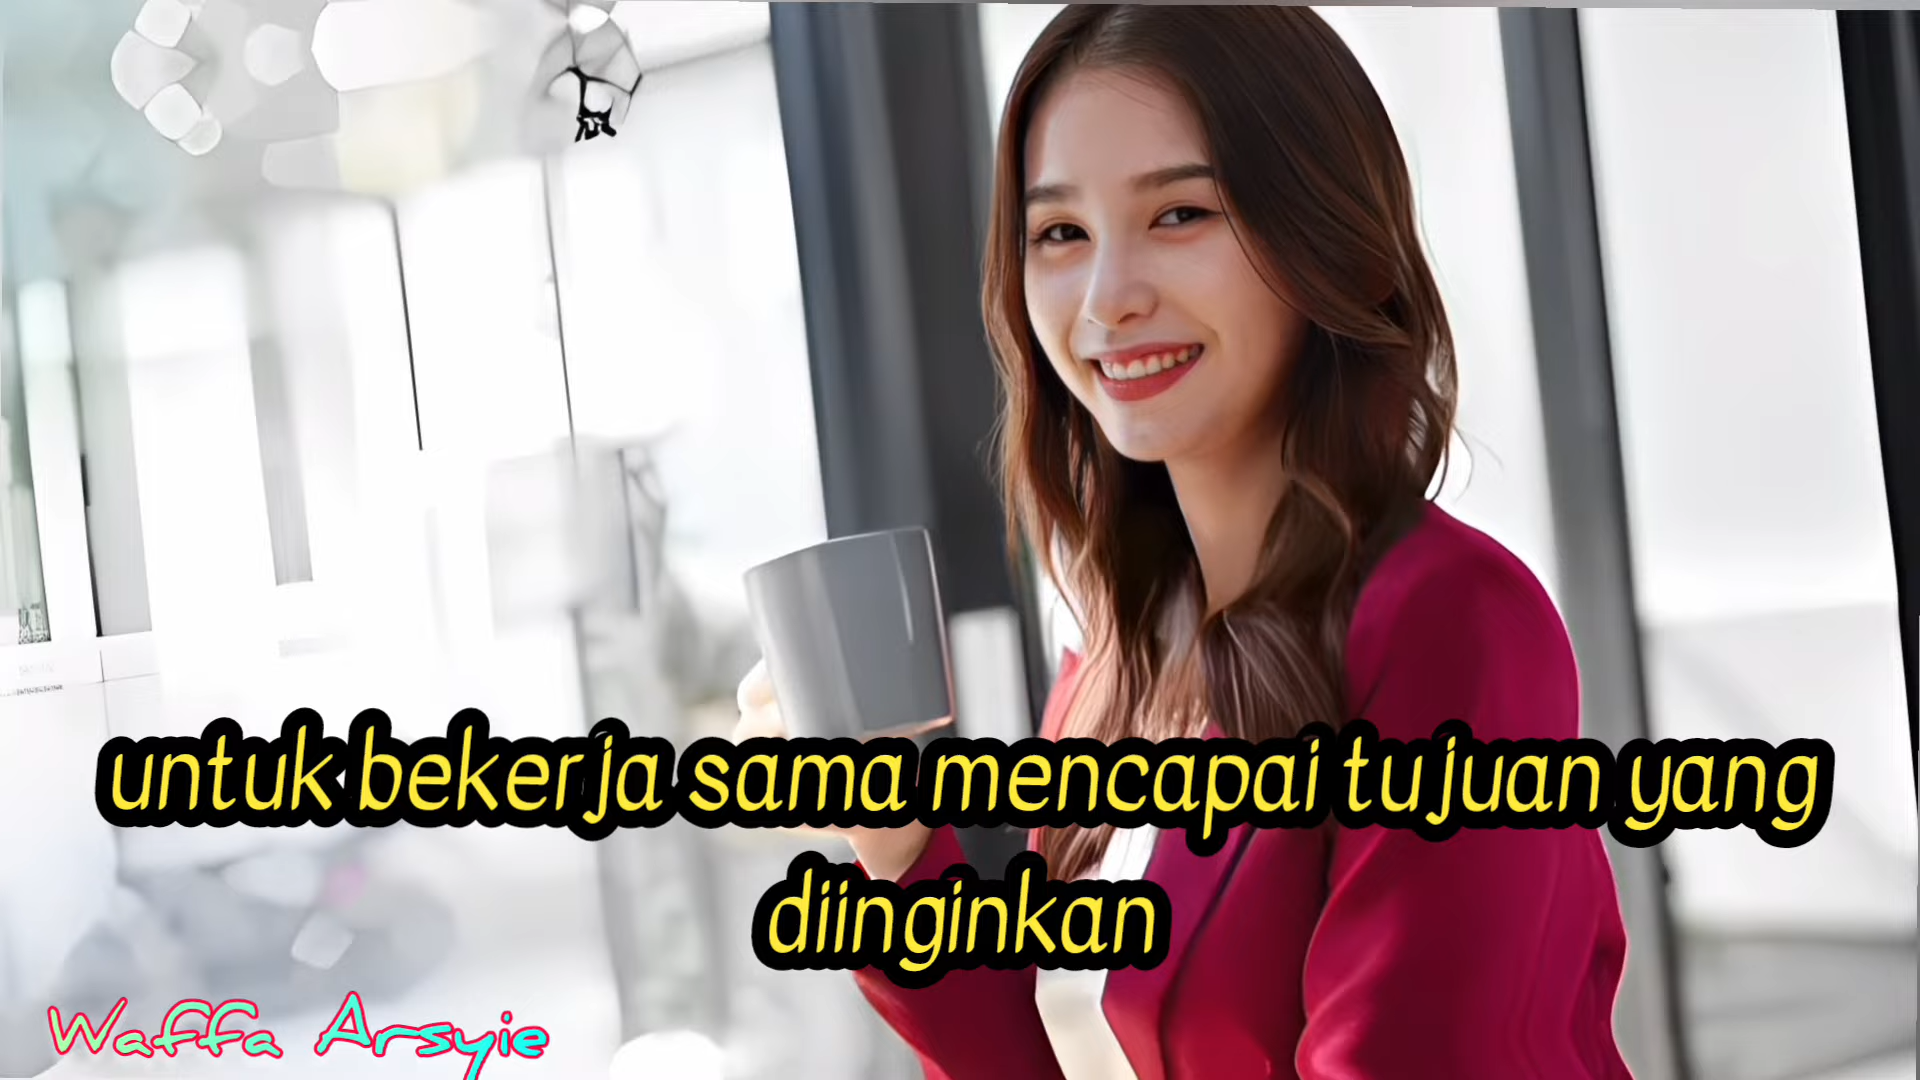 untuk bekerja sama mencapai tujuan yang
diinginkan
Waffa Arsyie